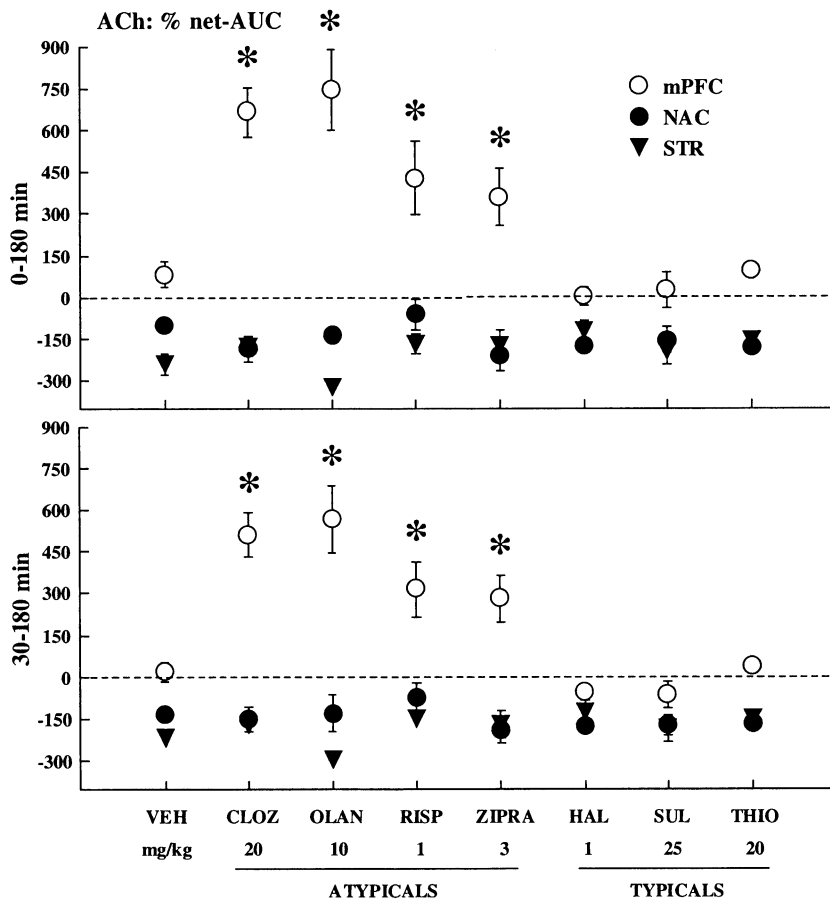 ACh: % net-AUC
* * * *
900
750
600
450
300
150
0
-150
-300
0-180 min
mPFC
NAC
STR
* * * *
900
750
600
450
300
150
0
-150
-300
30-180 min
VEH CLOZ OLAN RISP ZIPRA HAL SUL THIO
mg/kg 20 10 1 3 1 25 20
ATYPICALS TYPICALS